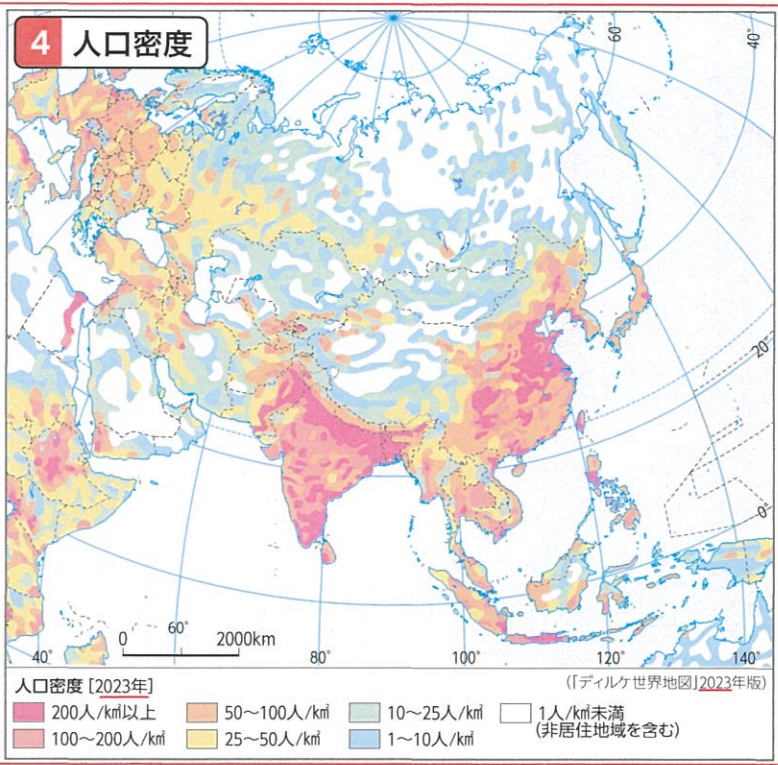 4 人口密度
60°
40°
20°
0°
0 60° 2000km
40° 80° 100° 120° 140°
人口密度 [2023年]
(「ディルケ世界地図」2023年版)
200人/㎢以上 50～100人/㎢ 10～25人/㎢ 1人/㎢未満
(非居住地域を含む)
100～200人/㎢ 25～50人/㎢ 1～10人/㎢